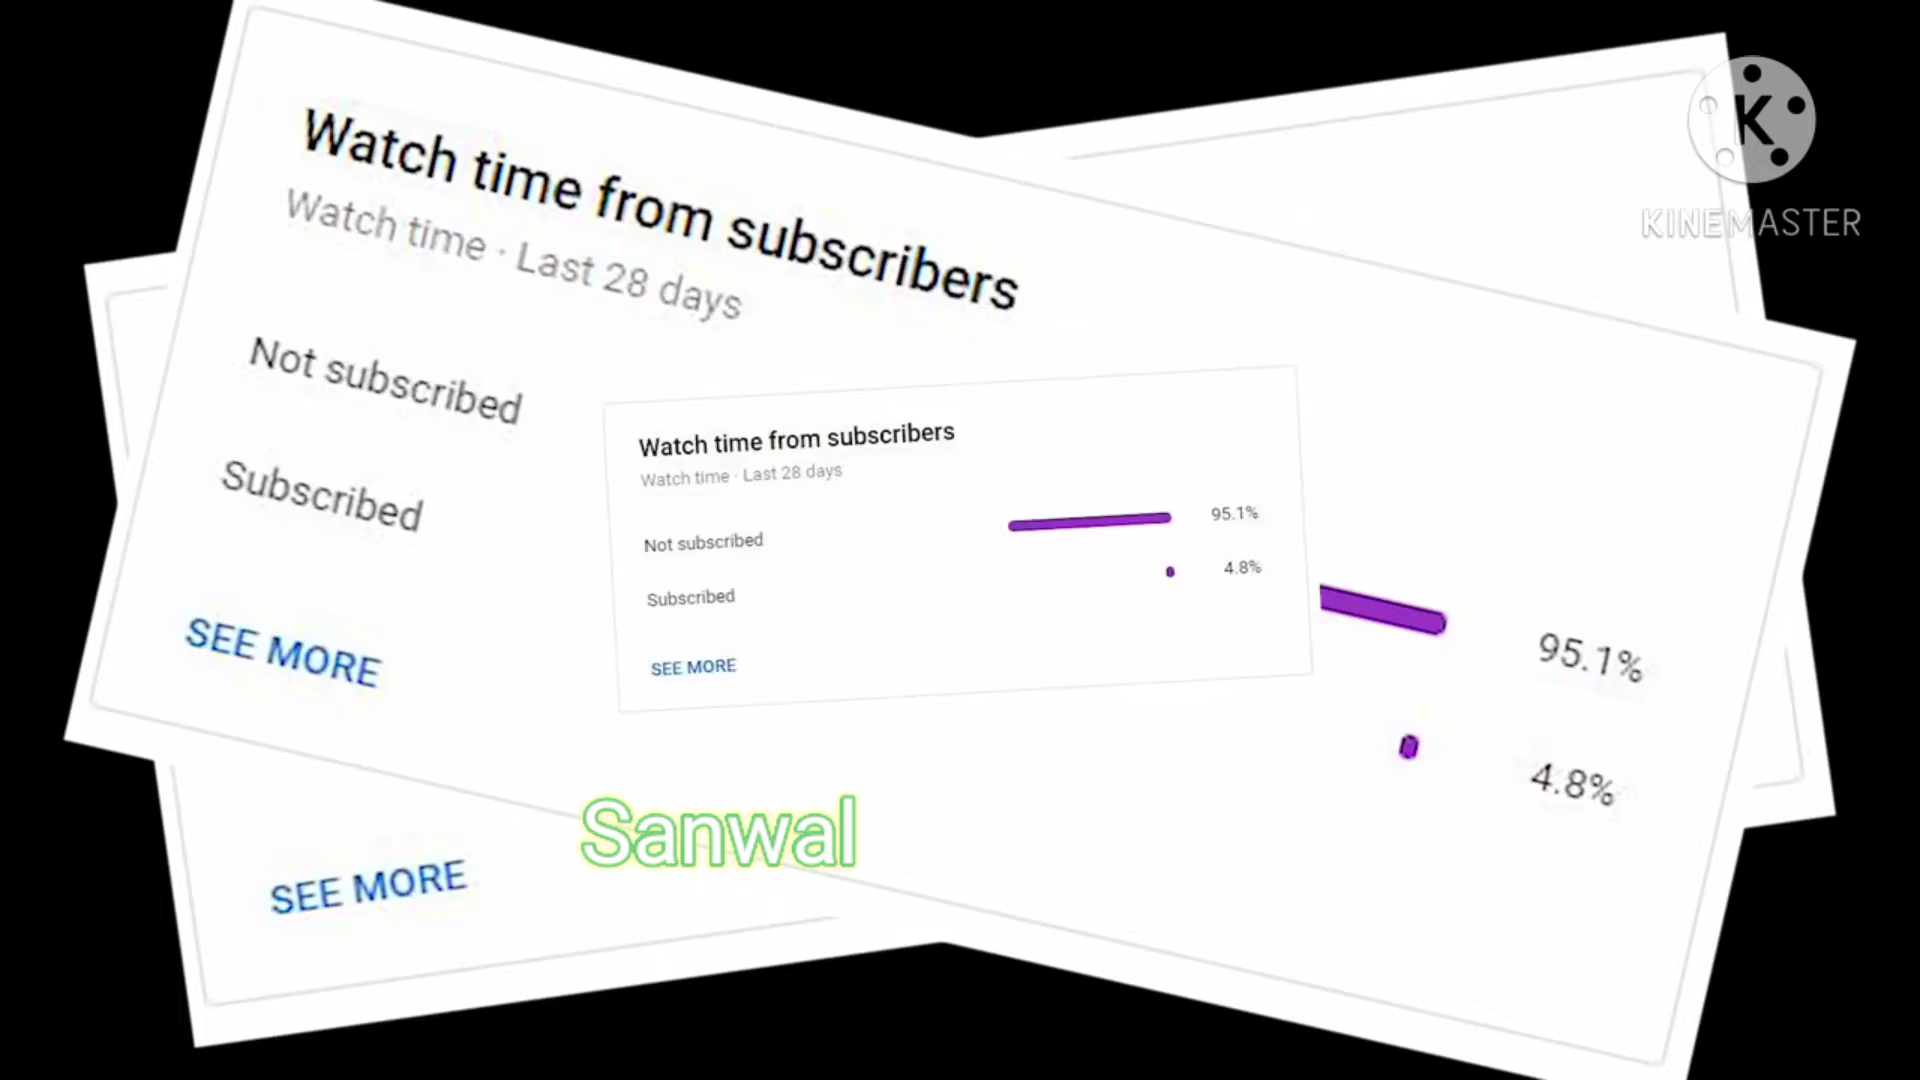 Watch time from subscribers
Watch time · Last 28 days
Not subscribed
95.1%
Subscribed
4.8%
SEE MORE
Watch time from subscribers
Watch time · Last 28 days
Not subscribed
95.1%
Subscribed
4.8%
SEE MORE
SEE MORE
Sanwal
K
KINEMASTER